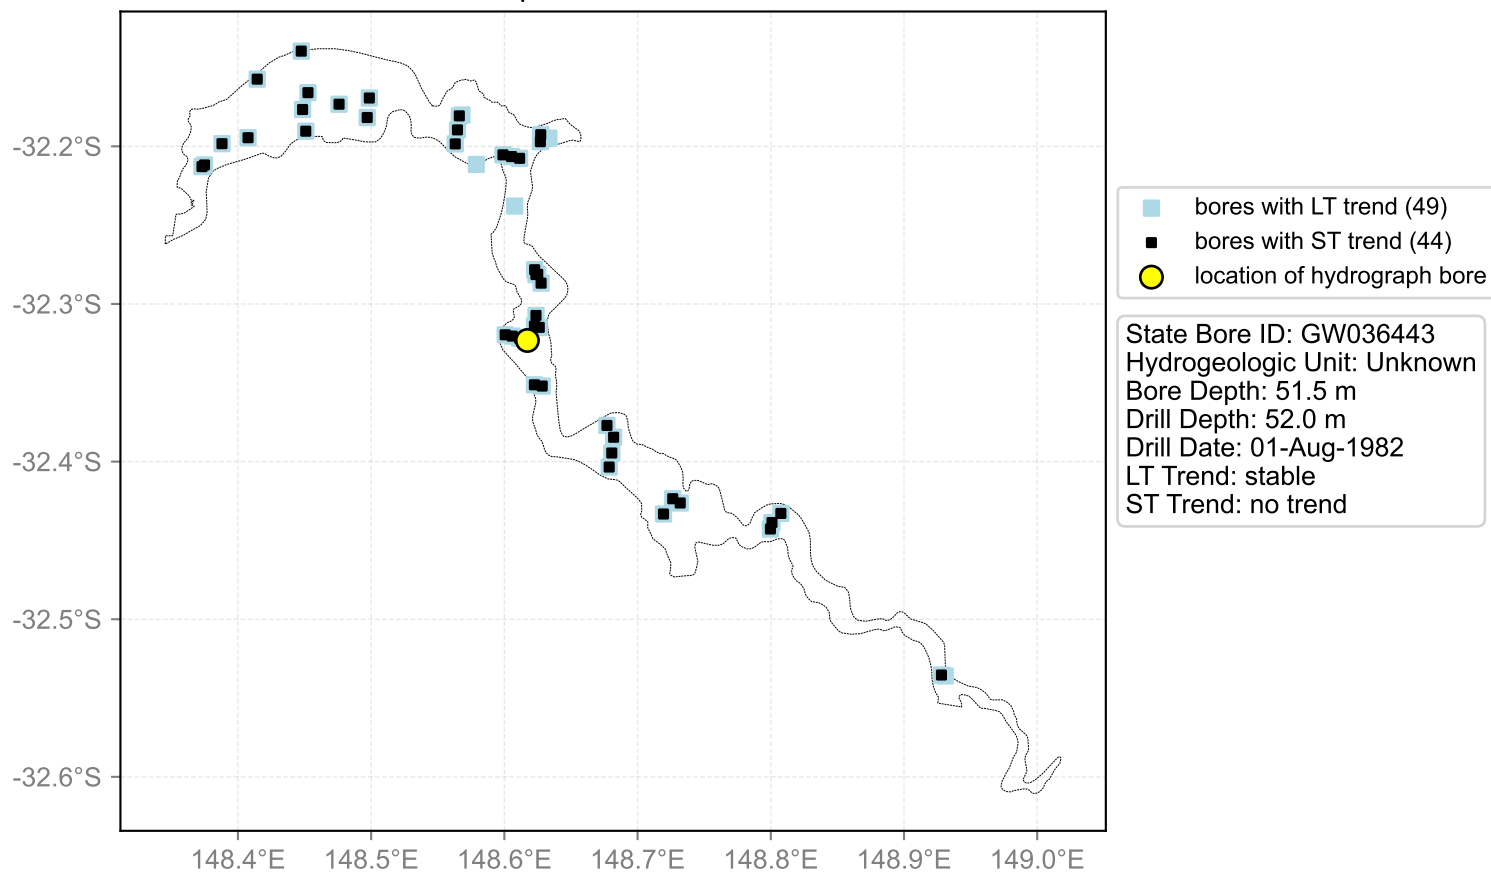 -32.2°S
-32.3°S
-32.4°S
-32.5°S
-32.6°S
148.4°E 148.5°E 148.6°E 148.7°E 148.8°E 148.9°E 149.0°E
bores with LT trend (49)
bores with ST trend (44)
location of hydrograph bore
State Bore ID: GW036443
Hydrogeologic Unit: Unknown
Bore Depth: 51.5 m
Drill Depth: 52.0 m
Drill Date: 01-Aug-1982
LT Trend: stable
ST Trend: no trend